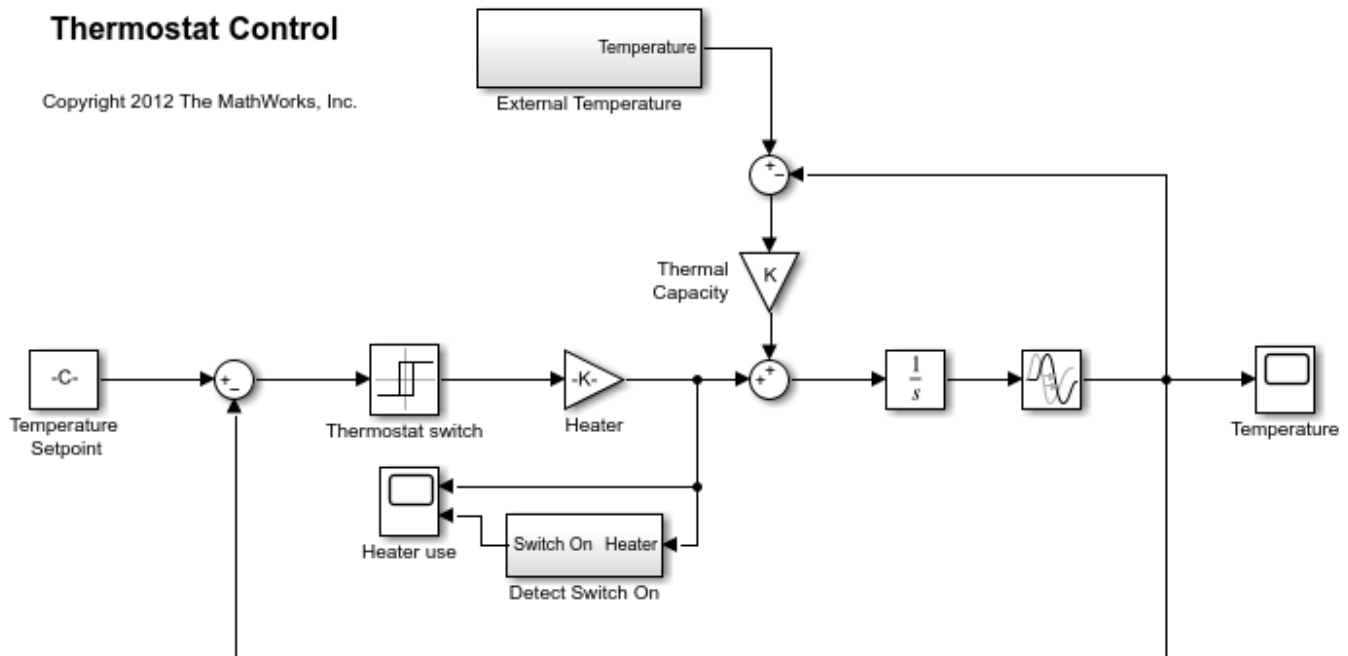 Thermostat Control
Copyright 2012 The MathWorks, Inc.
Temperature
External Temperature
+
−
Thermal
Capacity
K
-C-
Temperature
Setpoint
+
−
Thermostat switch
-K-
Heater
+
+
1
s
Temperature
Heater use
Switch On Heater
Detect Switch On